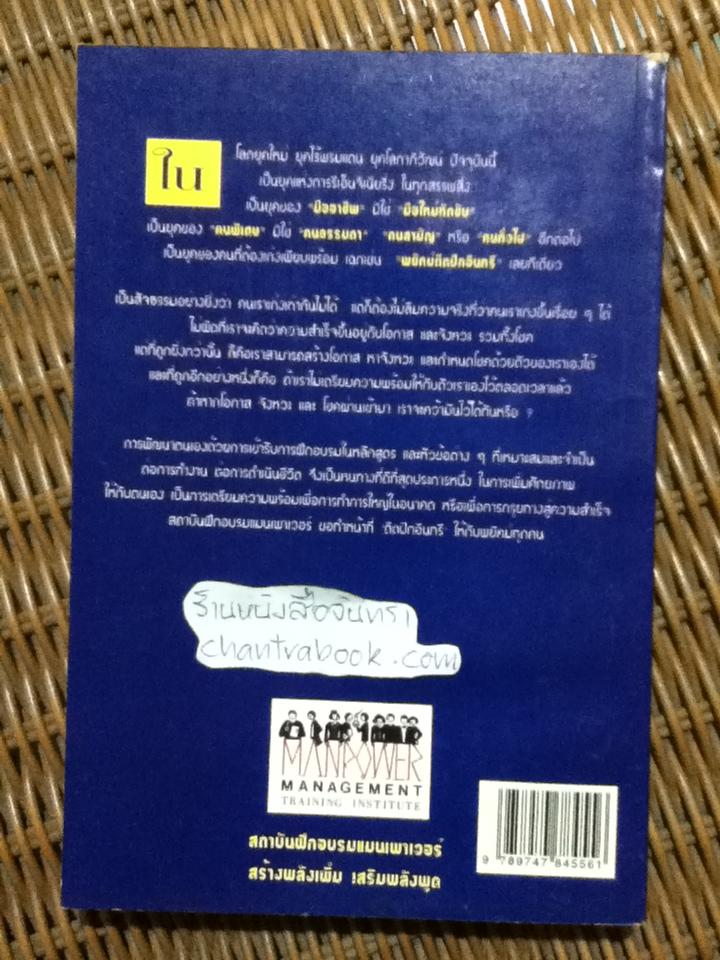 ใน
โลกยุคใหม่ ยุคไร้พรมแดน ยุคโลกาภิวัฒน์ ปัจจุบันนี้
เป็นยุคแห่งการรีเอ็นจิเนียริ่ง ในทุกสรรพสิ่ง
เป็นยุคของ "มืออาชีพ" มิใช่ "มือใหม่หัดขับ"
เป็นยุคของ "คนพิเศษ" มิใช่ "คนธรรมดา" "คนสามัญ" หรือ "คนทั่วไป" อีกต่อไป
เป็นยุคของคนที่ต้องเก่งเพียบพร้อม เฉกเช่น "พยัคฆ์ติดปีกอินทรี" เลยทีเดียว
เป็นสัจธรรมอย่างยิ่งว่า คนเราเก่งเท่ากันไม่ได้ แต่ก็ต้องไม่ลืมความจริงที่ว่าคนเราเก่งขึ้นเรื่อย ๆ ได้
ไม่ผิดที่เราจะคิดว่าความสำเร็จขึ้นอยู่กับโอกาส และจังหวะ รวมทั้งโชค
แต่ที่ถูกยิ่งกว่านั้น ก็คือเราสามารถสร้างโอกาส หาจังหวะ และกำหนดโชคด้วยตัวของเราเองได้
และที่ถูกอีกอย่างหนึ่งก็คือ ถ้าเราไม่เตรียมความพร้อมให้กับตัวเราเองไว้ตลอดเวลาแล้ว
ถ้าหากโอกาส จังหวะ และ โชคผ่านเข้ามา เราจะคว้ามันไว้ได้ทันหรือ ?
การพัฒนาตนเองด้วยการเข้ารับการฝึกอบรมในหลักสูตร และหัวข้อต่าง ๆ ที่เหมาะสมและจำเป็น
ต่อการทำงาน ต่อการดำเนินชีวิต จึงเป็นหนทางที่ดีที่สุดประการหนึ่ง ในการเพิ่มศักยภาพ
ให้กับตนเอง เป็นการเตรียมความพร้อมเพื่อการทำการใหญ่ในอนาคต หรือเพื่อการกรุยทางสู่ความสำเร็จ
สถาบันฝึกอบรมแมนเพาเวอร์ ขอทำหน้าที่ "ติดปีกอินทรี" ให้กับพยัคฆ์ทุกคน
ร้านหนังสือจันทรา
chantrabook.com
MANPOWER
MANAGEMENT
TRAINING INSTITUTE
สถาบันฝึกอบรมแมนเพาเวอร์
สร้างพลังเพิ่ม เสริมพลังพูด
9 789747 845561